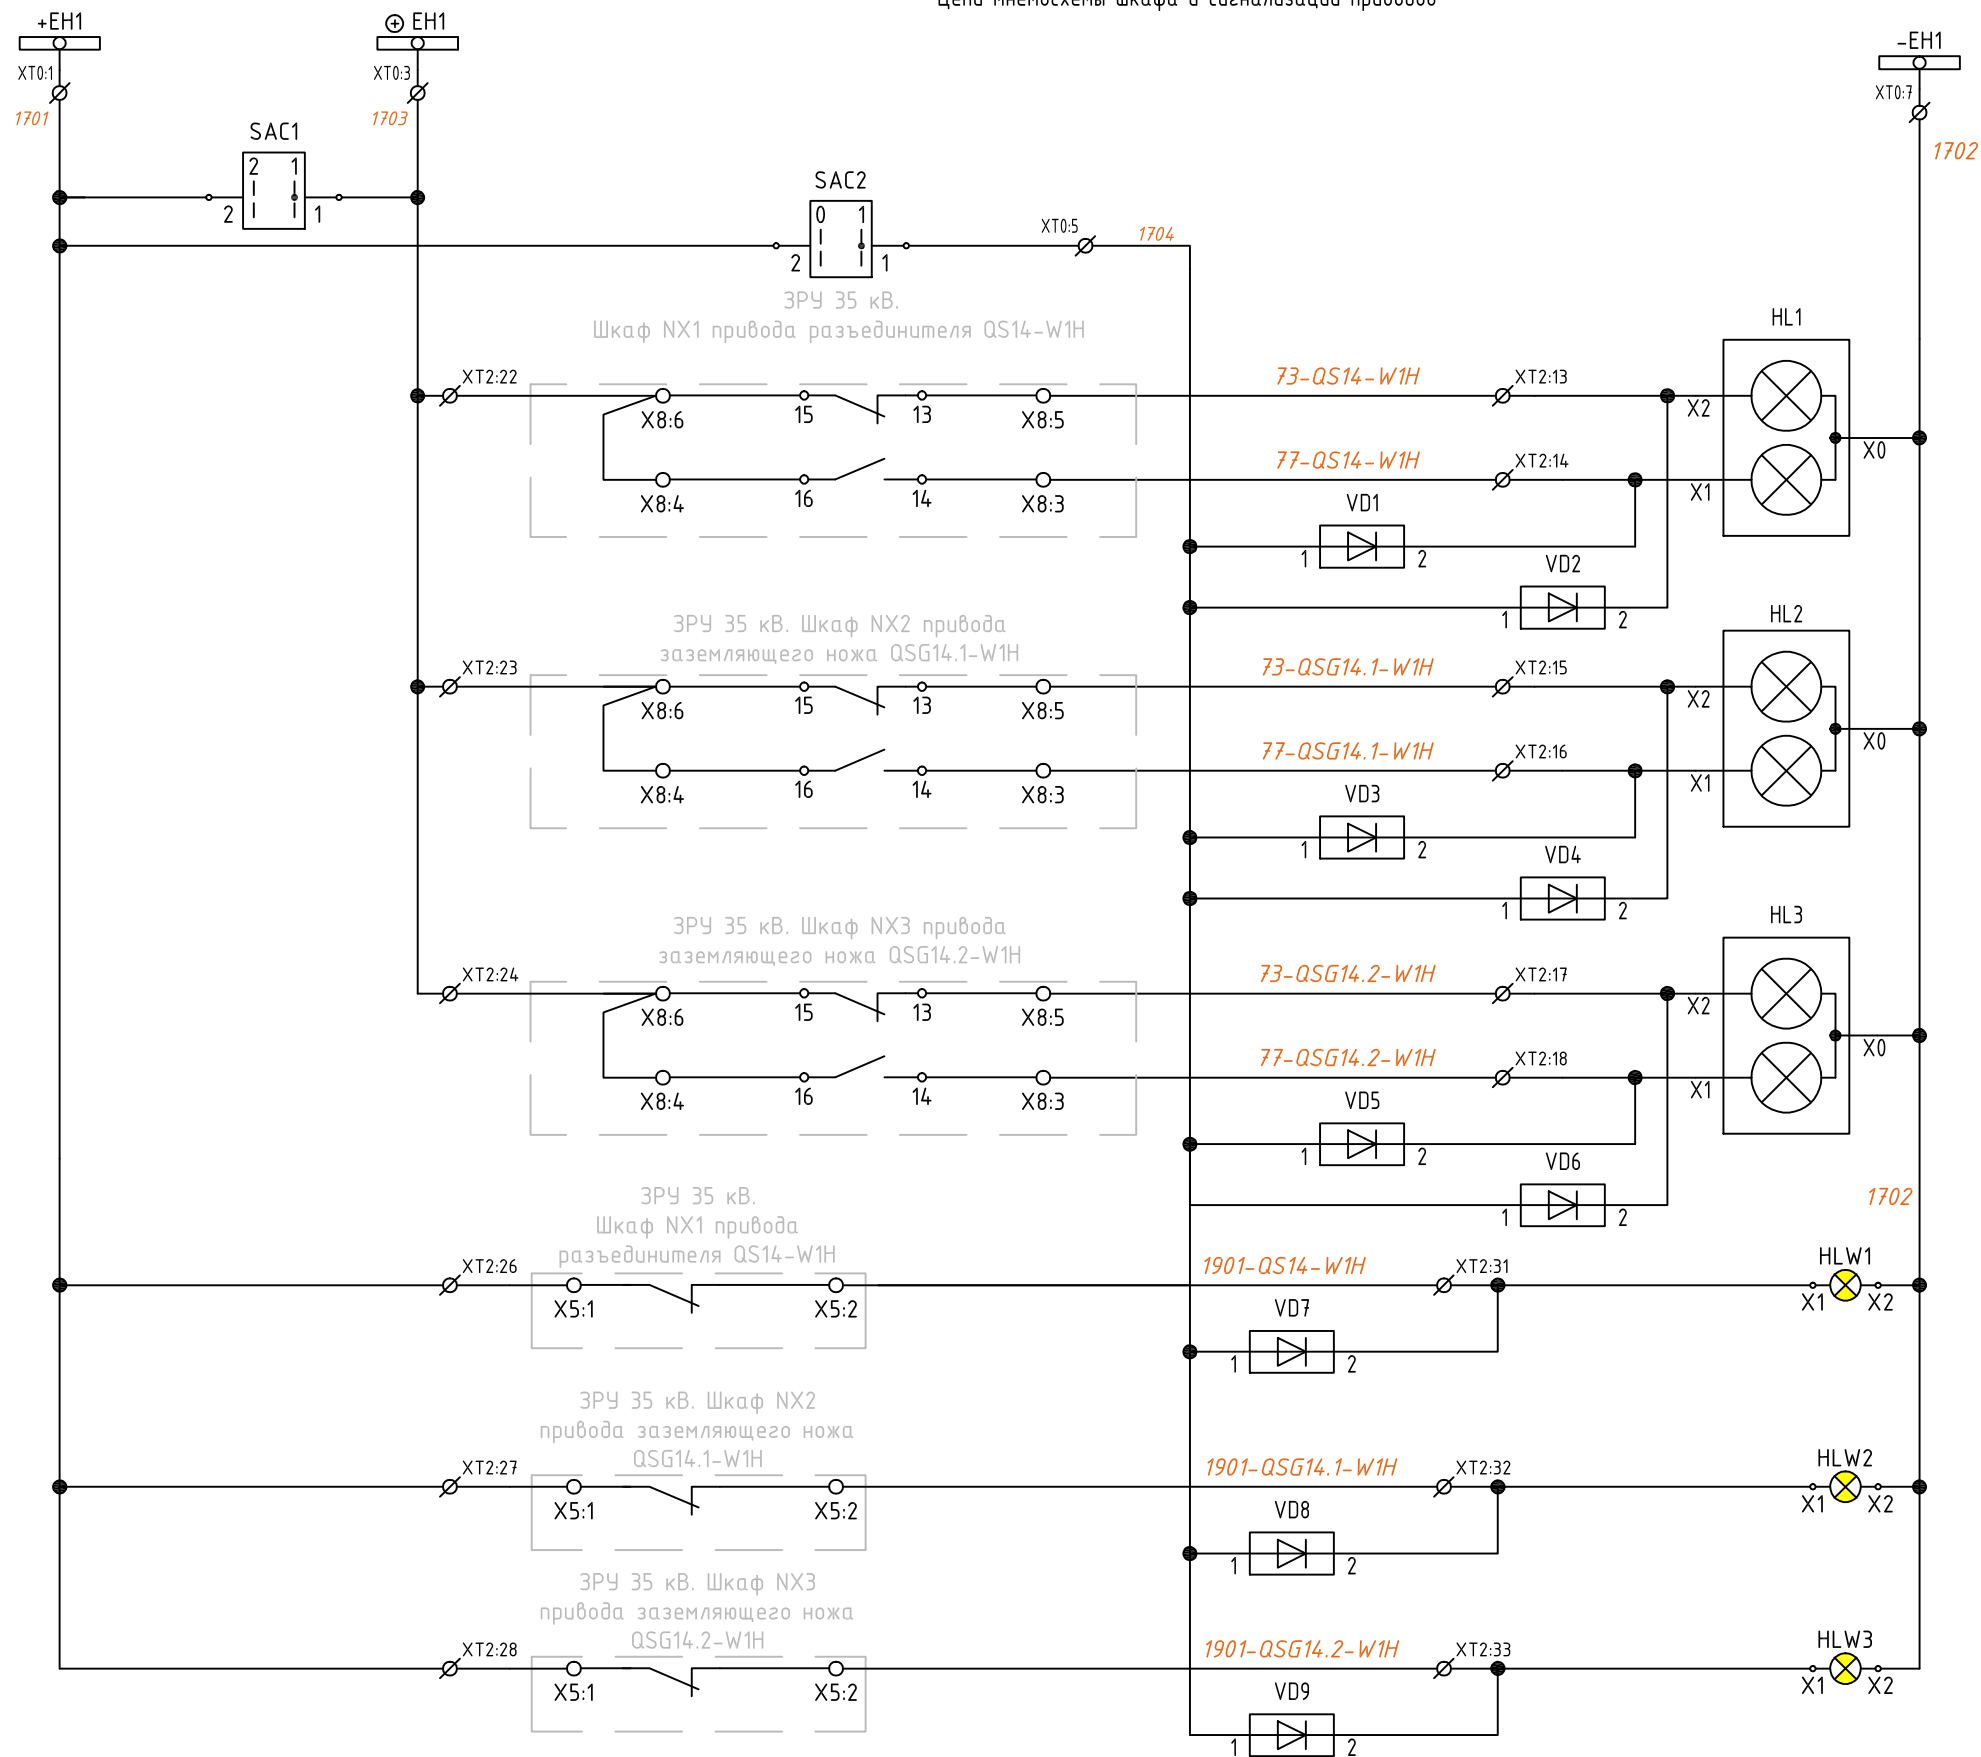 Цепи мнемосхемы шкафа и сигнализации приводов
+EH1
⊕ EH1
-EH1
XT0:1
XT0:3
XT0:7
1701
1703
1702
SAC1
2 1
2 1
SAC2
0 1
2 1
XT0:5
1704
ЗРУ 35 кВ.
Шкаф NX1 привода разъединителя QS14-W1H
HL1
XT2:22
X8:6
15
13
X8:5
73-QS14-W1H
XT2:13
X2
X0
X8:4
16
14
X8:3
77-QS14-W1H
XT2:14
X1
VD1
1 2
VD2
1 2
ЗРУ 35 кВ. Шкаф NX2 привода
заземляющего ножа QSG14.1-W1H
HL2
XT2:23
X8:6
15
13
X8:5
73-QSG14.1-W1H
XT2:15
X2
X0
X8:4
16
14
X8:3
77-QSG14.1-W1H
XT2:16
X1
VD3
1 2
VD4
1 2
ЗРУ 35 кВ. Шкаф NX3 привода
заземляющего ножа QSG14.2-W1H
HL3
XT2:24
X8:6
15
13
X8:5
73-QSG14.2-W1H
XT2:17
X2
X0
X8:4
16
14
X8:3
77-QSG14.2-W1H
XT2:18
X1
VD5
1 2
VD6
1 2
1702
ЗРУ 35 кВ.
Шкаф NX1 привода
разъединителя QS14-W1H
XT2:26
X5:1
X5:2
1901-QS14-W1H
XT2:31
HLW1
X1 X2
VD7
1 2
ЗРУ 35 кВ. Шкаф NX2
привода заземляющего ножа
QSG14.1-W1H
XT2:27
X5:1
X5:2
1901-QSG14.1-W1H
XT2:32
HLW2
X1 X2
VD8
1 2
ЗРУ 35 кВ. Шкаф NX3
привода заземляющего ножа
QSG14.2-W1H
XT2:28
X5:1
X5:2
1901-QSG14.2-W1H
XT2:33
HLW3
X1 X2
VD9
1 2